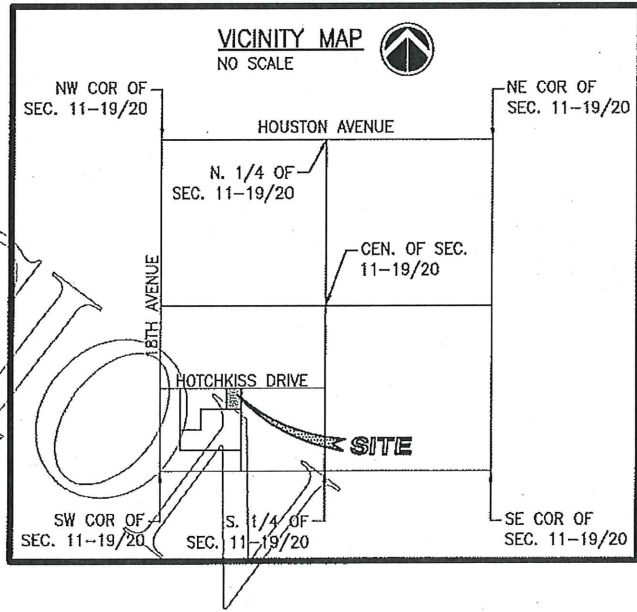 VICINITY MAP
NO SCALE
NW COR OF
SEC. 11-19/20
NE COR OF
SEC. 11-19/20
HOUSTON AVENUE
N. 1/4 OF
SEC. 11-19/20
CEN. OF SEC.
11-19/20
18TH AVENUE
HOTCHKISS DRIVE
SITE
SW COR OF
SEC. 11-19/20
S. 1/4 OF
SEC. 11-19/20
SE COR OF
SEC. 11-19/20